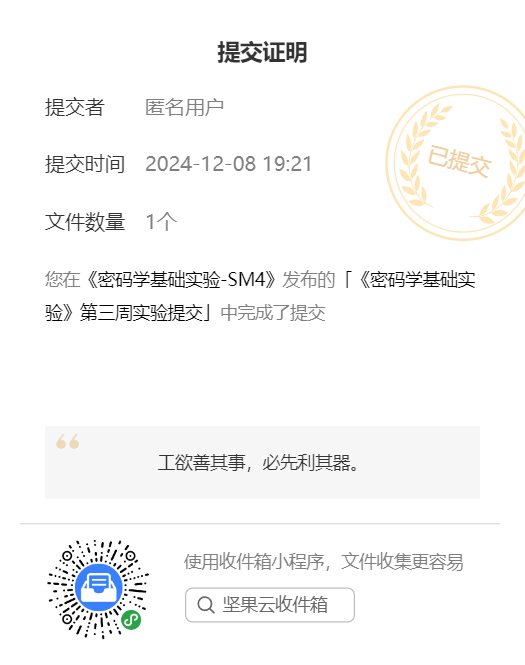 提交证明
提交者 匿名用户
已提交
提交时间 2024-12-08 19:21
文件数量 1个
您在《密码学基础实验-SM4》发布的「《密码学基础实
验》第三周实验提交」中完成了提交
工欲善其事，必先利其器。
使用收件箱小程序，文件收集更容易
坚果云收件箱